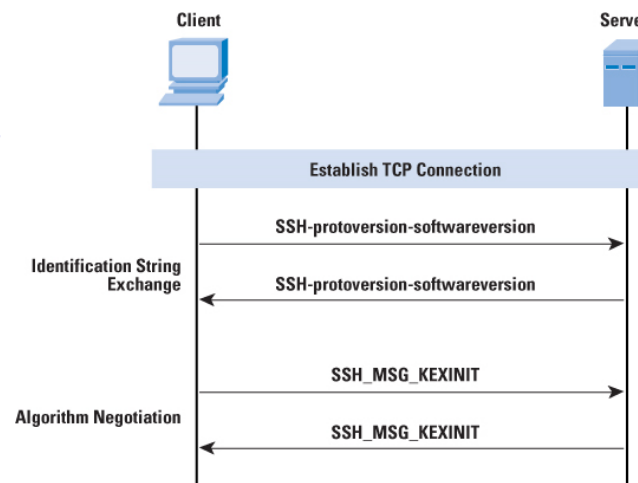 Client
Serve
Establish TCP Connection
SSH-protoversion-softwareversion
Identification String
Exchange
SSH-protoversion-softwareversion
SSH_MSG_KEXINIT
Algorithm Negotiation
SSH_MSG_KEXINIT